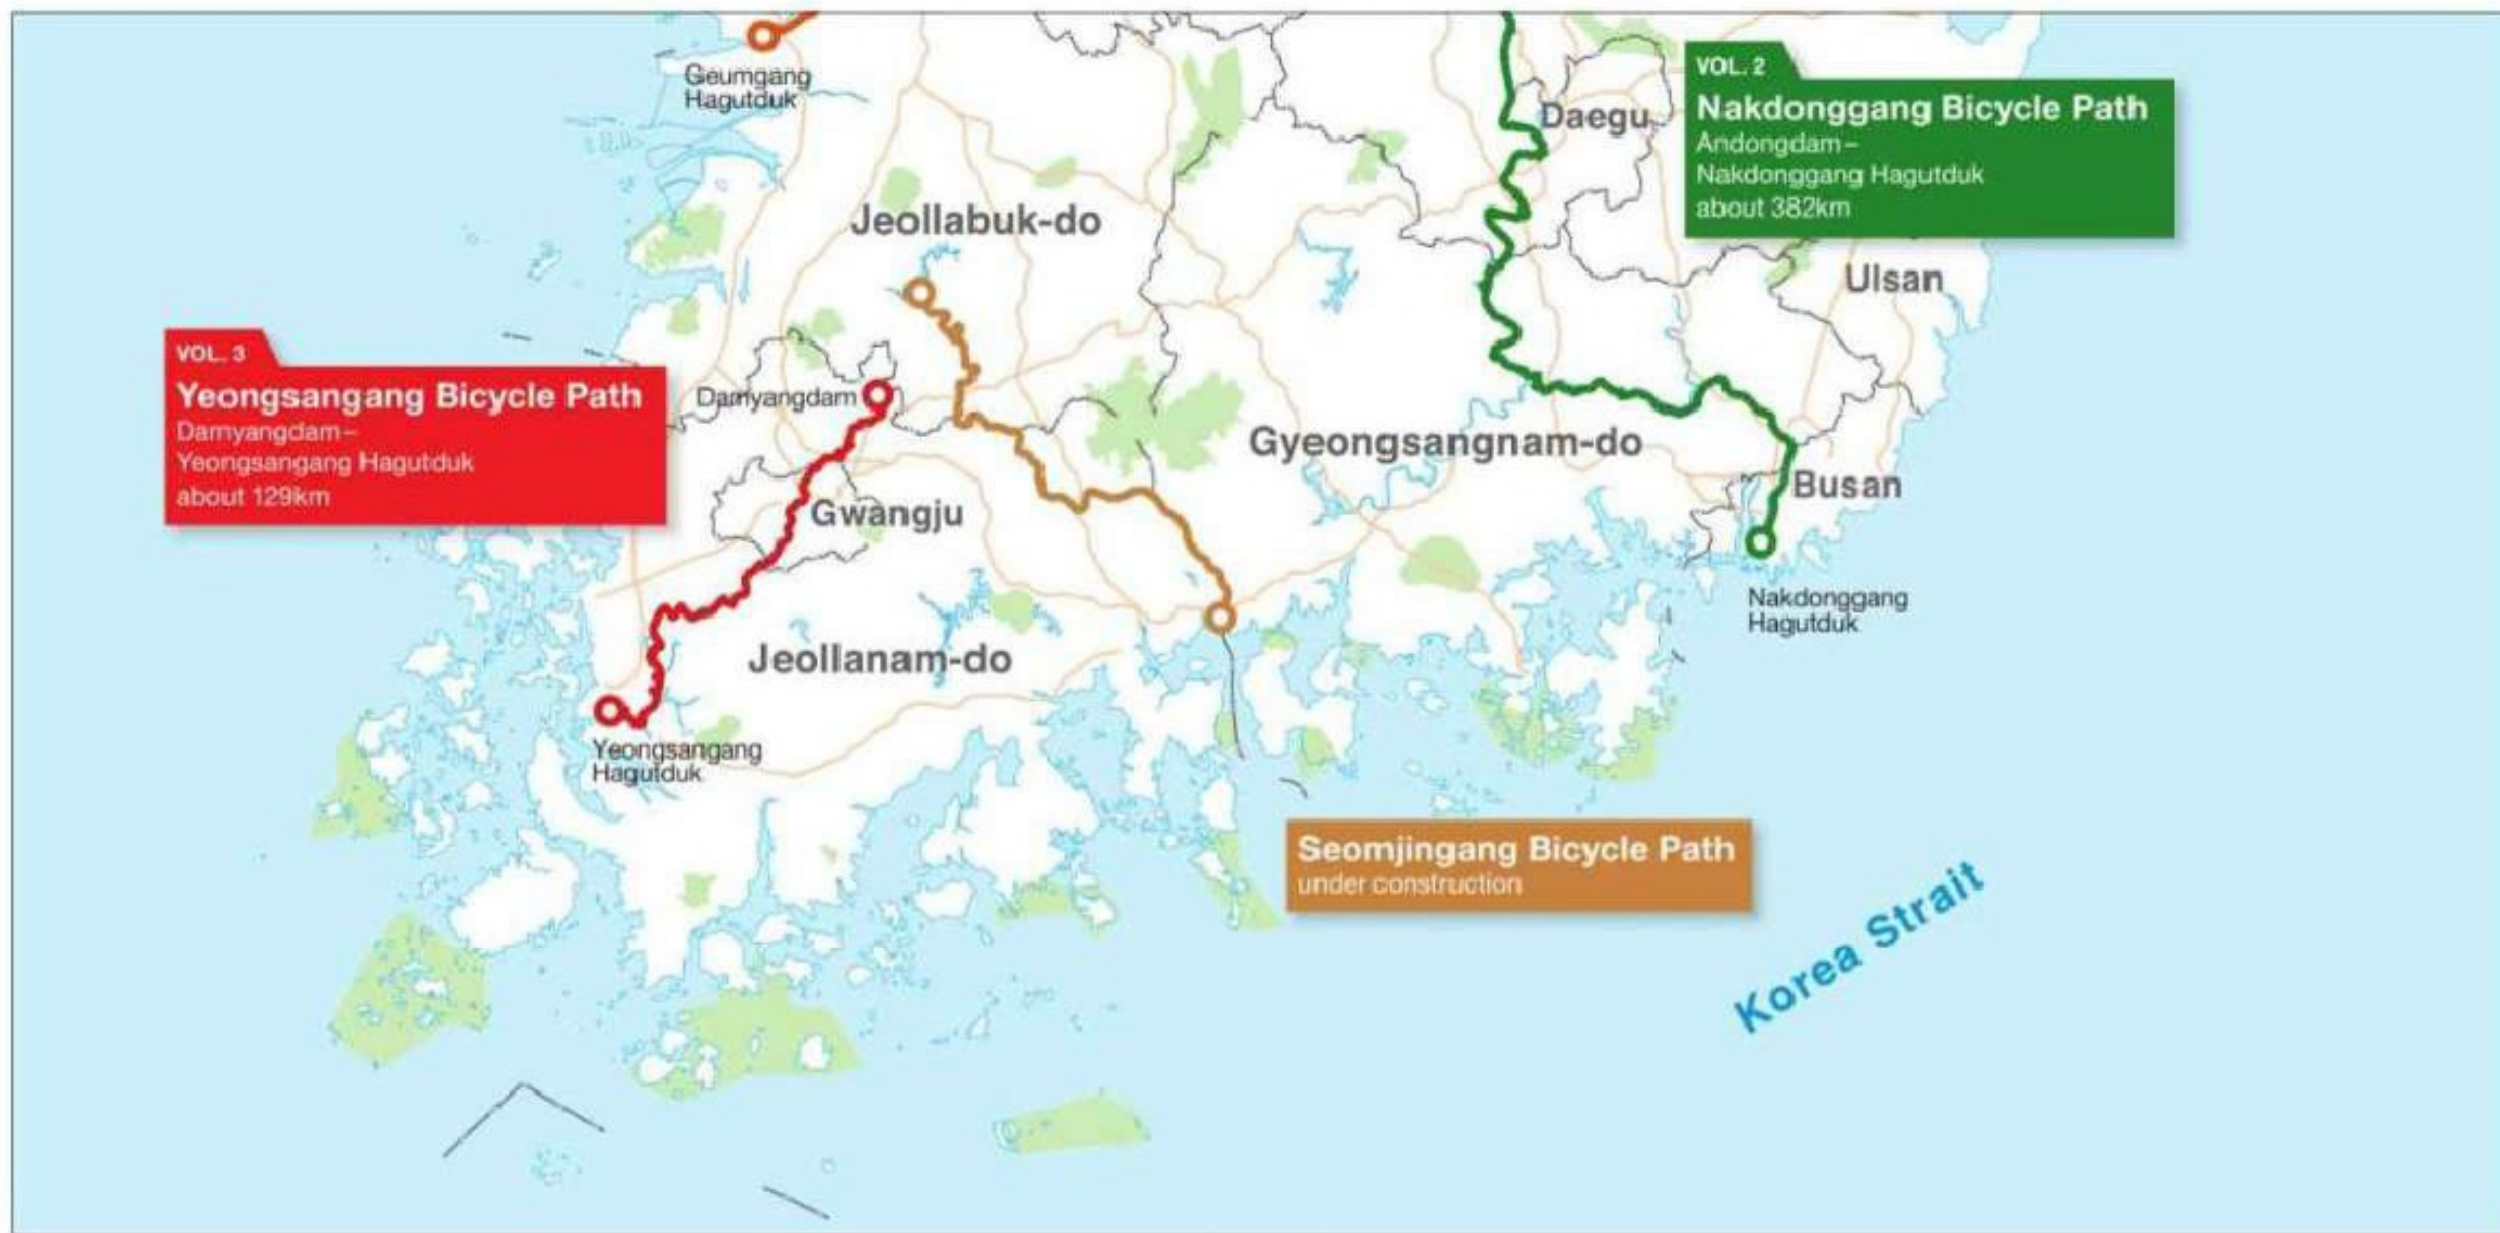 Geumgang
Hagutduk
VOL. 2
Nakdonggang Bicycle Path
Andongdam–
Nakdonggang Hagutduk
about 382km
Daegu
Jeollabuk-do
Ulsan
VOL. 3
Yeongsangang Bicycle Path
Damyangdam–
Yeongsangang Hagutduk
about 129km
Damyangdam
Gyeongsangnam-do
Busan
Gwangju
Nakdonggang
Hagutduk
Jeollanam-do
Yeongsangang
Hagutduk
Seomjingang Bicycle Path
under construction
Korea Strait